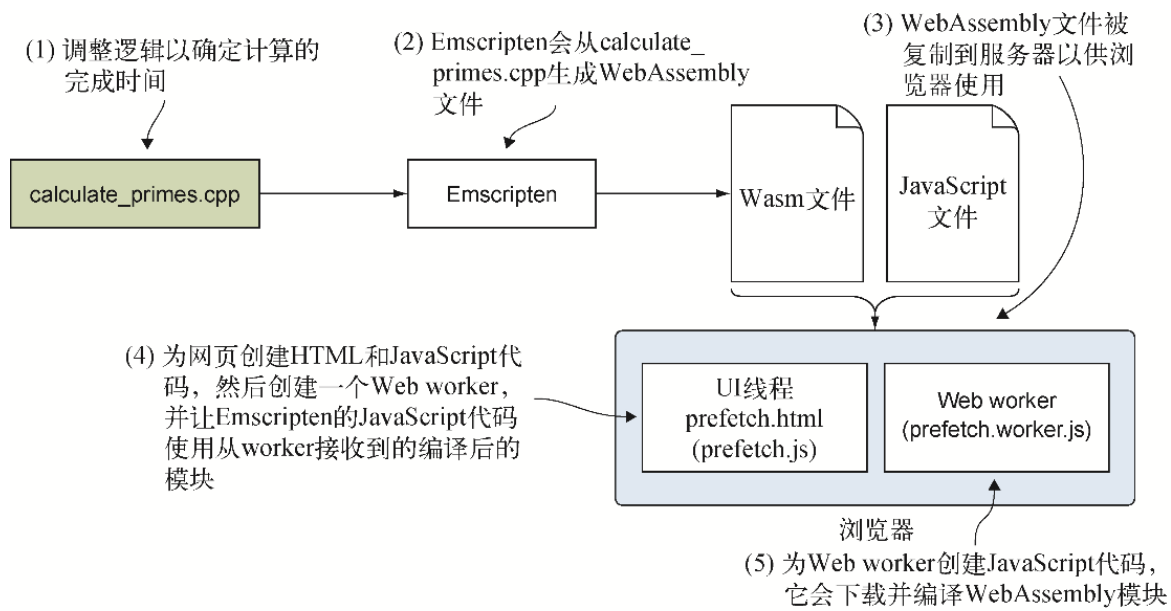 (1) 调整逻辑以确定计算的
完成时间
(2) Emscripten会从calculate_
primes.cpp生成WebAssembly
文件
(3) WebAssembly文件被
复制到服务器以供浏
览器使用
calculate_primes.cpp
Emscripten
Wasm文件
JavaScript
文件
(4) 为网页创建HTML和JavaScript代
码，然后创建一个Web worker，
并让Emscripten的JavaScript代码
使用从worker接收到的编译后的
模块
UI线程
prefetch.html
(prefetch.js)
Web worker
(prefetch.worker.js)
浏览器
(5) 为Web worker创建JavaScript代码，
它会下载并编译WebAssembly模块